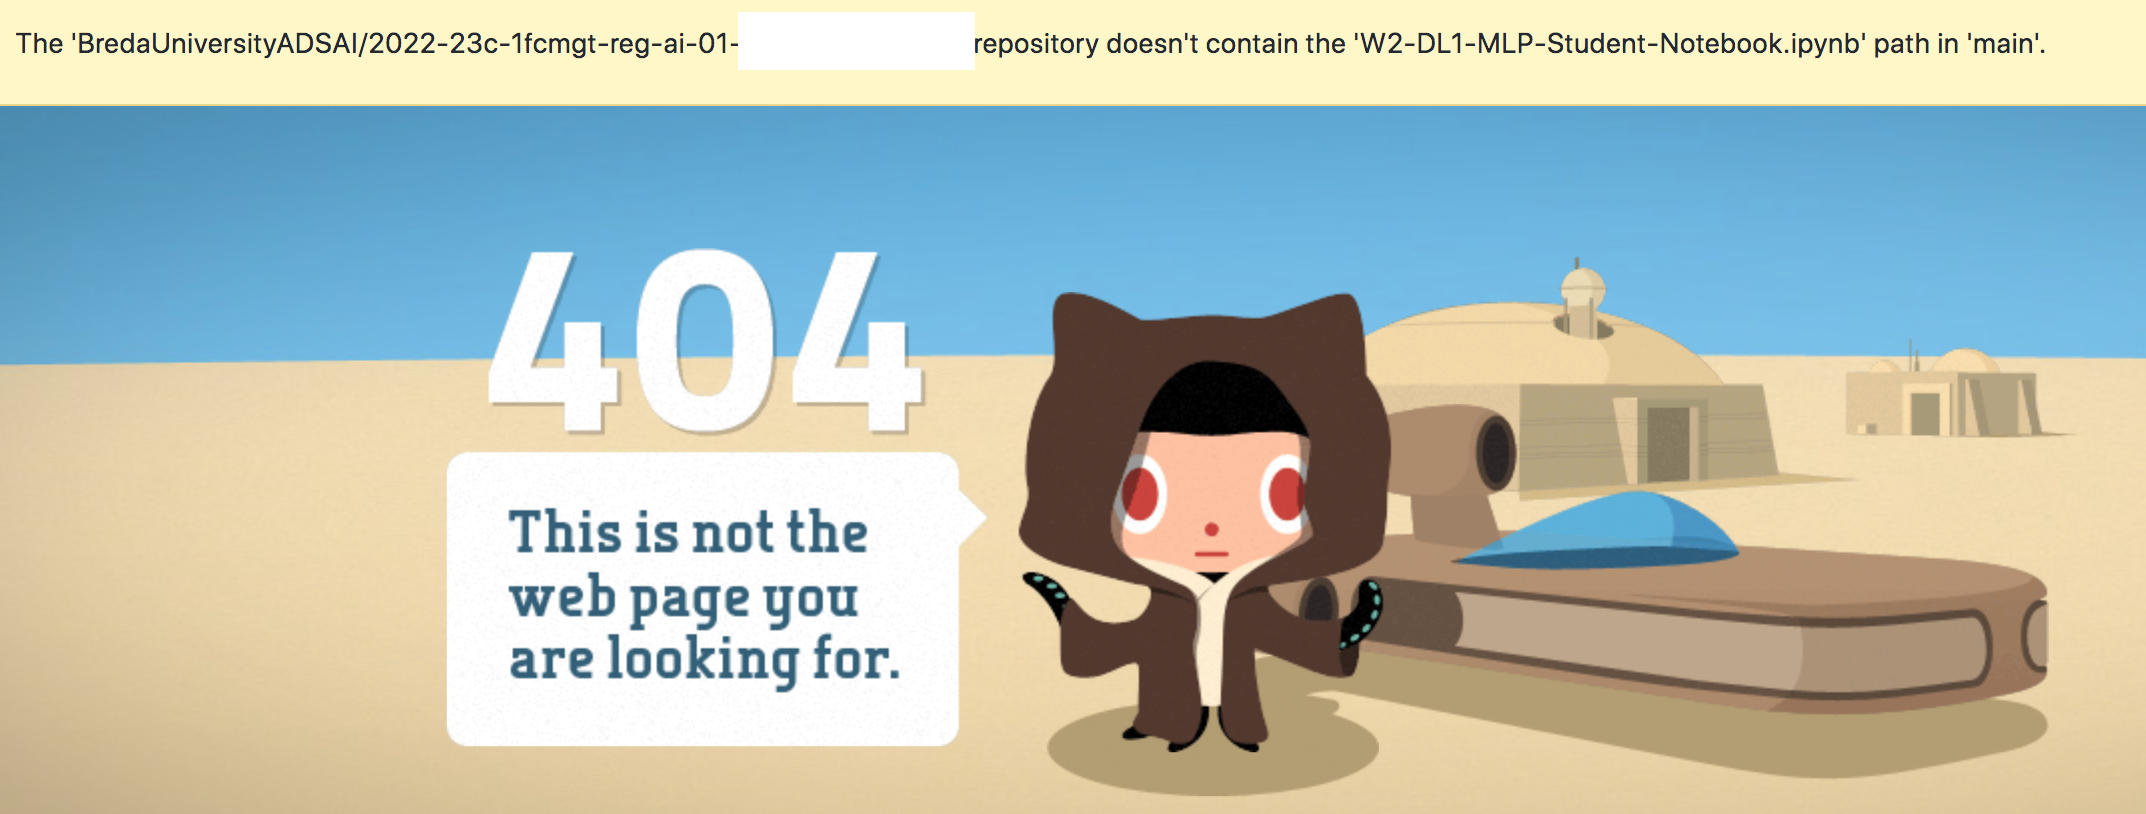 The 'BredaUniversityADSAI/2022-23c-1fcmgt-reg-ai-01- repository doesn't contain the 'W2-DL1-MLP-Student-Notebook.ipynb' path in 'main'.
404
This is not the
web page you
are looking for.